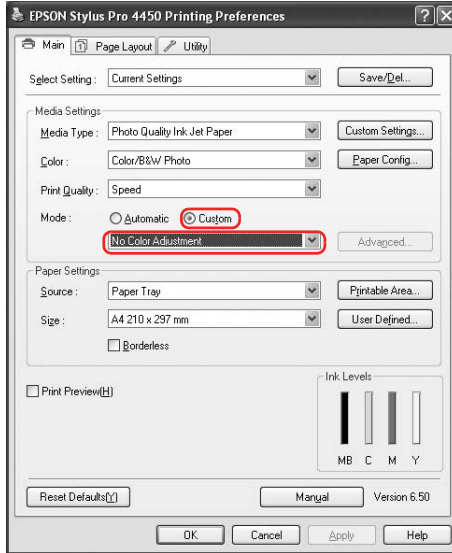 EPSON Stylus Pro 4450 Printing Preferences
Main Page Layout Utility
Select Setting : Current Settings Save/Del...
Media Settings
Media Type : Photo Quality Ink Jet Paper Custom Settings...
Color : Color/B&W Photo Paper Config...
Print Quality : Speed
Mode : Automatic Custom
No Color Adjustment Advanced...
Paper Settings
Source : Paper Tray Printable Area...
Size : A4 210 x 297 mm User Defined...
Borderless
Print Preview(H)
Ink Levels
MB C M Y
Reset Defaults(Y) Manual Version 6.50
OK Cancel Apply Help